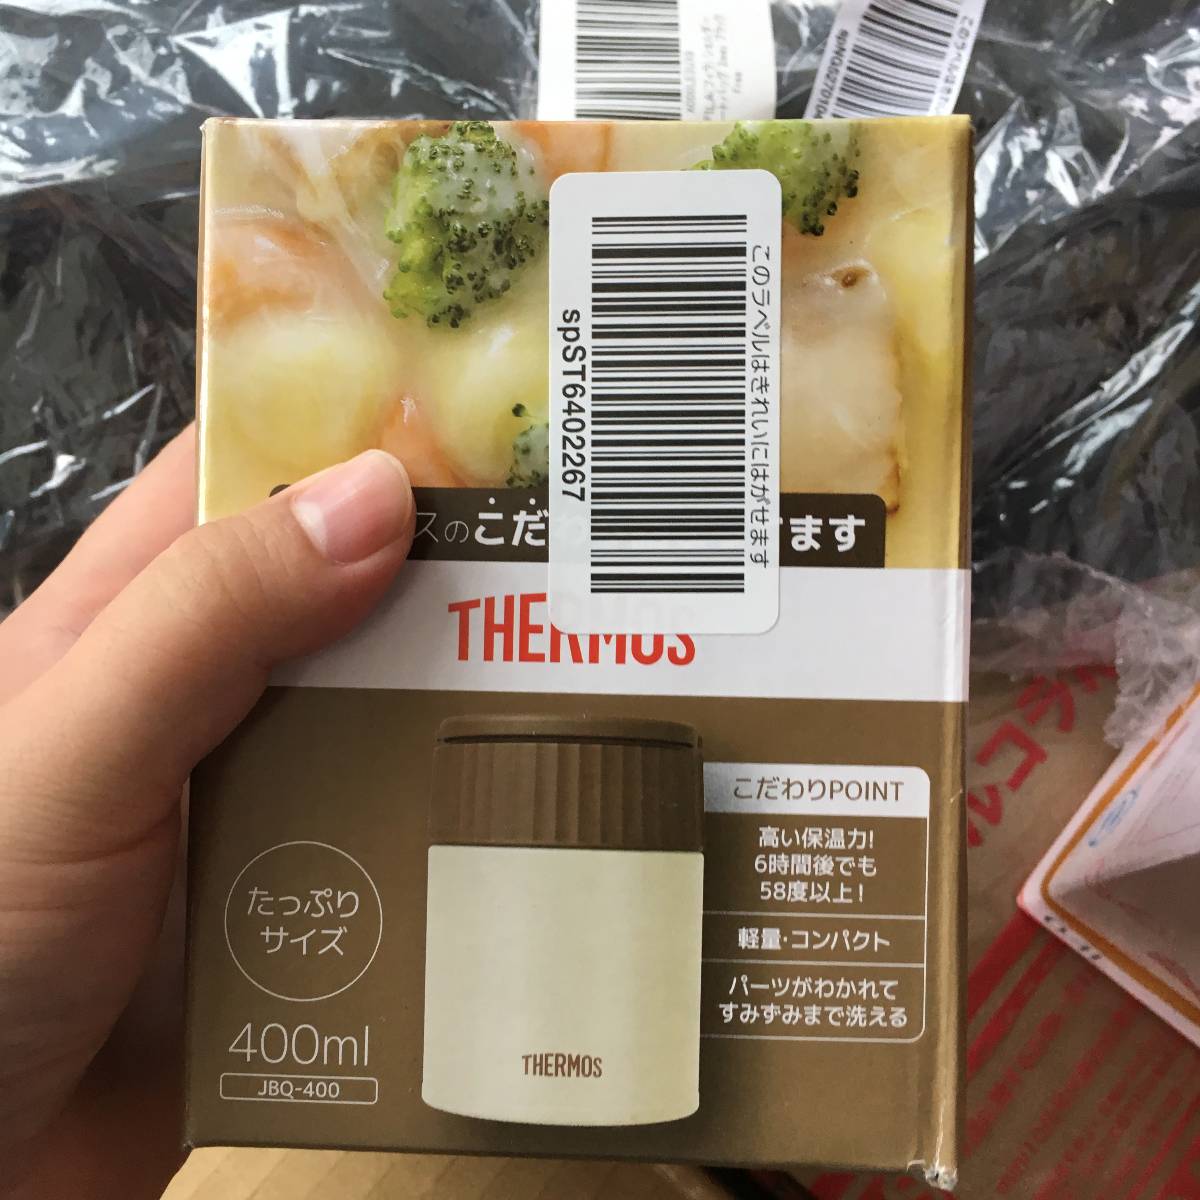 このラベルはきれいにはがせます
spST6402267
スのこだわ
すます
THERMOS
たっぷり
サイズ
400ml
JBQ-400
THERMOS
こだわりPOINT
高い保温力!
6時間後でも
58度以上!
軽量・コンパクト
パーツがわかれて
すみずみまで洗える